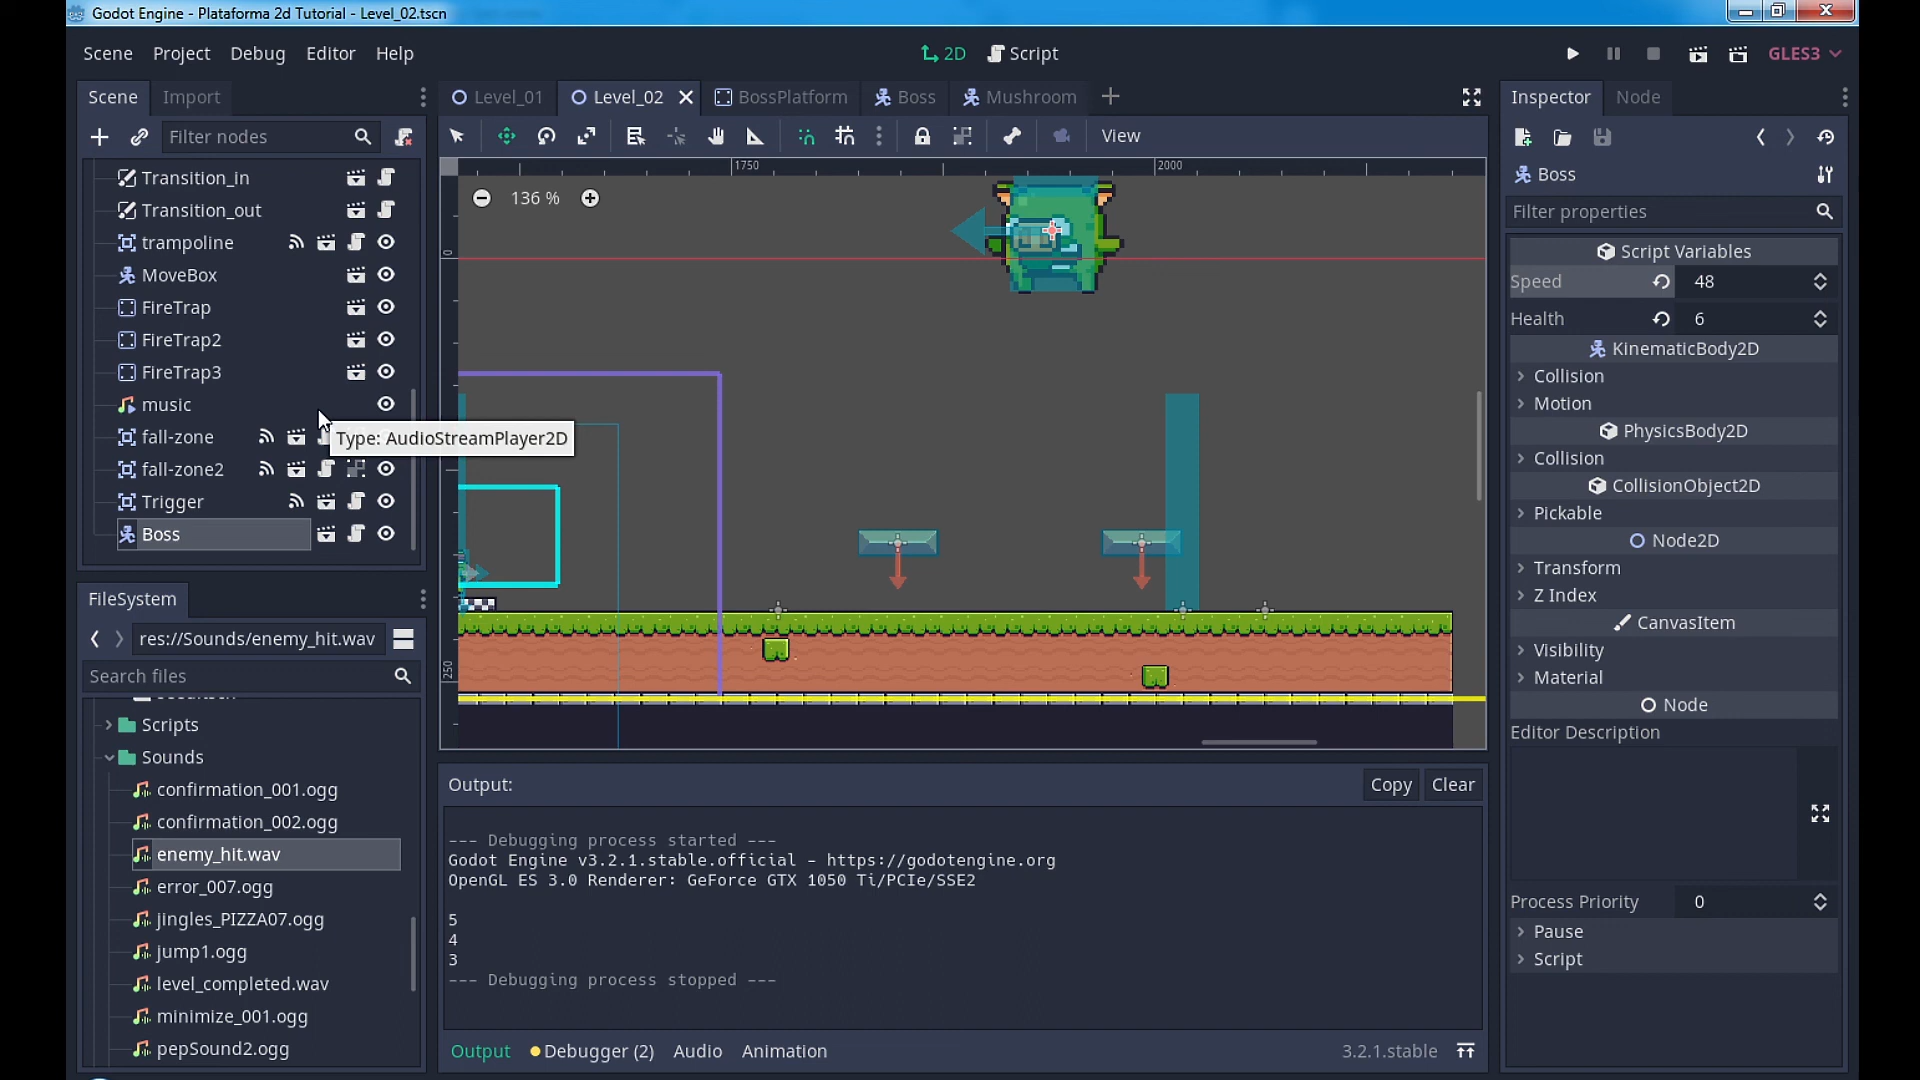 Godot Engine - Plataforma 2d Tutorial - Level_02.tscn
Scene Project Debug Editor Help
2D Script
GLES3
Scene Import
Level_01 Level_02 BossPlatform Boss Mushroom
Inspector Node
Filter nodes
View
Boss
Filter properties
Transition_in
Transition_out
trampoline
MoveBox
FireTrap
FireTrap2
FireTrap3
music
fall-zone
Type: AudioStreamPlayer2D
fall-zone2
Trigger
Boss
1750
2000
0
250
136 %
Script Variables
Speed 48
Health 6
KinematicBody2D
Collision
Motion
PhysicsBody2D
Collision
CollisionObject2D
Pickable
Node2D
Transform
Z Index
CanvasItem
Visibility
Material
Node
Editor Description
Process Priority 0
Pause
Script
FileSystem
res://Sounds/enemy_hit.wav
Search files
Scripts
Sounds
confirmation_001.ogg
confirmation_002.ogg
enemy_hit.wav
error_007.ogg
jingles_PIZZA07.ogg
jump1.ogg
level_completed.wav
minimize_001.ogg
pepSound2.ogg
Output:
Copy Clear
--- Debugging process started ---
Godot Engine v3.2.1.stable.official - https://godotengine.org
OpenGL ES 3.0 Renderer: GeForce GTX 1050 Ti/PCIe/SSE2
5
4
3
--- Debugging process stopped ---
Output Debugger (2) Audio Animation
3.2.1.stable